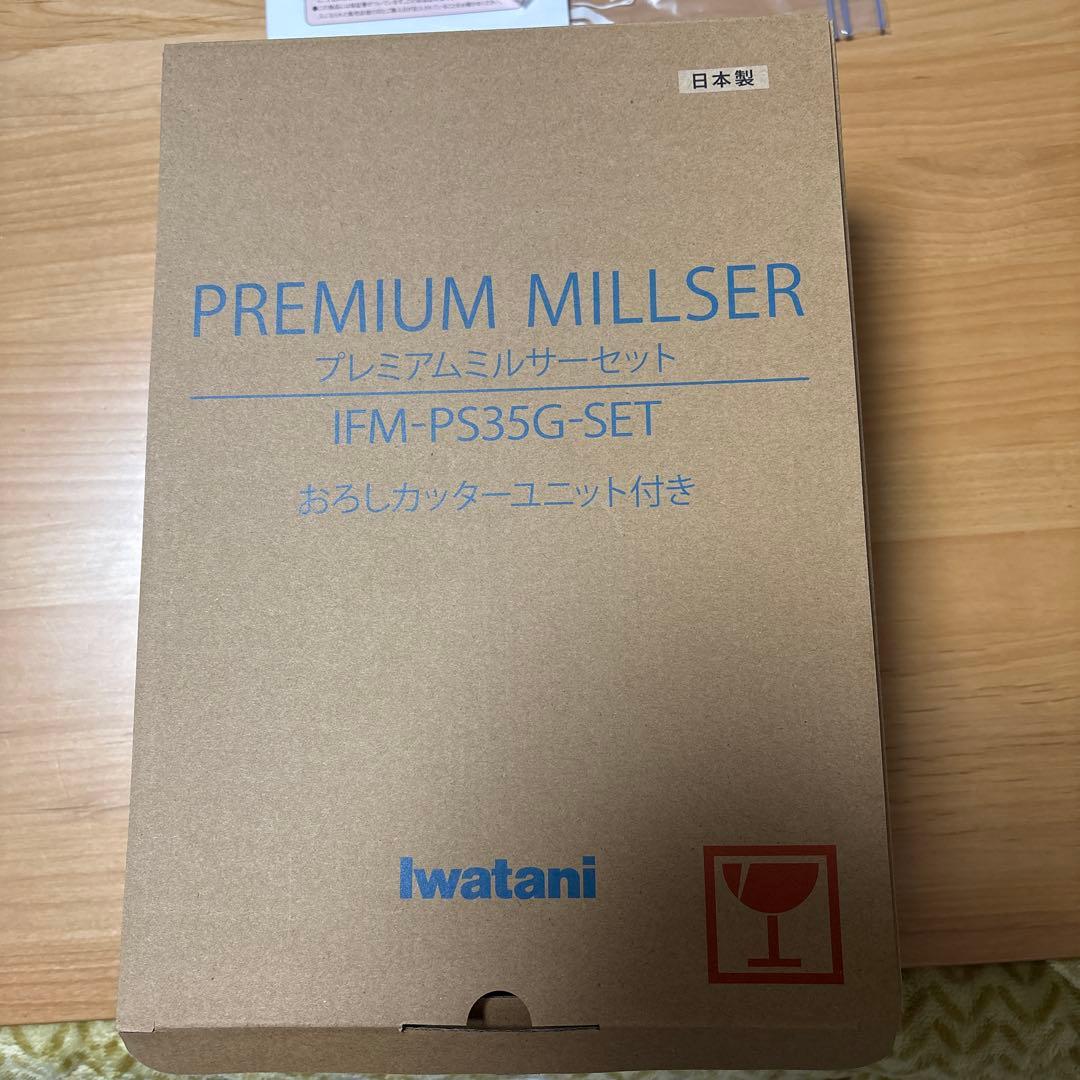 日本製
PREMIUM MILLSER
プレミアムミルサーセット
IFM-PS35G-SET
おろしカッターユニット付き
Iwatani